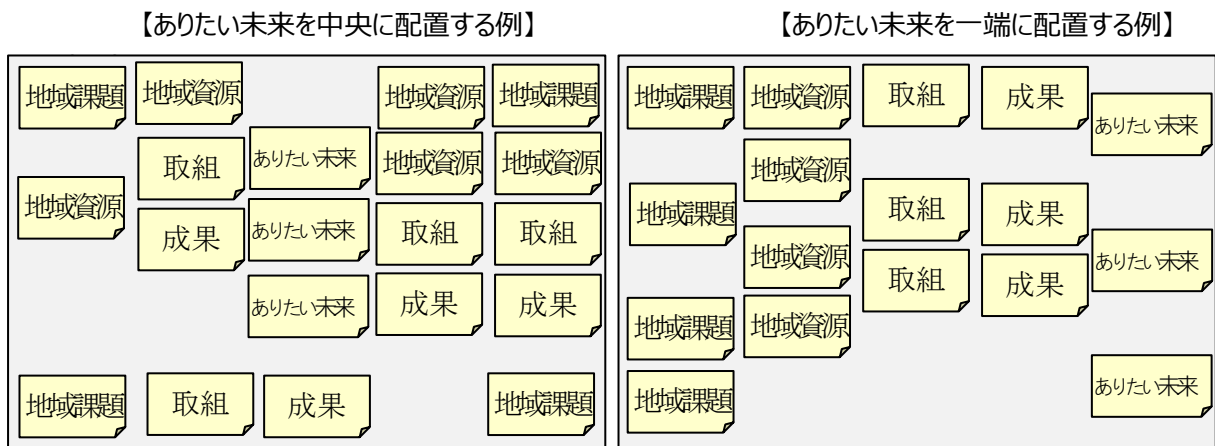 【ありたい未来を中央に配置する例】
地域課題
地域資源
地域資源
地域課題
取組
ありたい未来
地域資源
地域資源
地域資源
成果
ありたい未来
取組
取組
ありたい未来
成果
成果
地域課題
取組
成果
地域課題
【ありたい未来を一端に配置する例】
地域課題
地域資源
取組
成果
ありたい未来
地域資源
地域課題
取組
成果
地域資源
取組
成果
ありたい未来
地域課題
地域資源
地域課題
ありたい未来